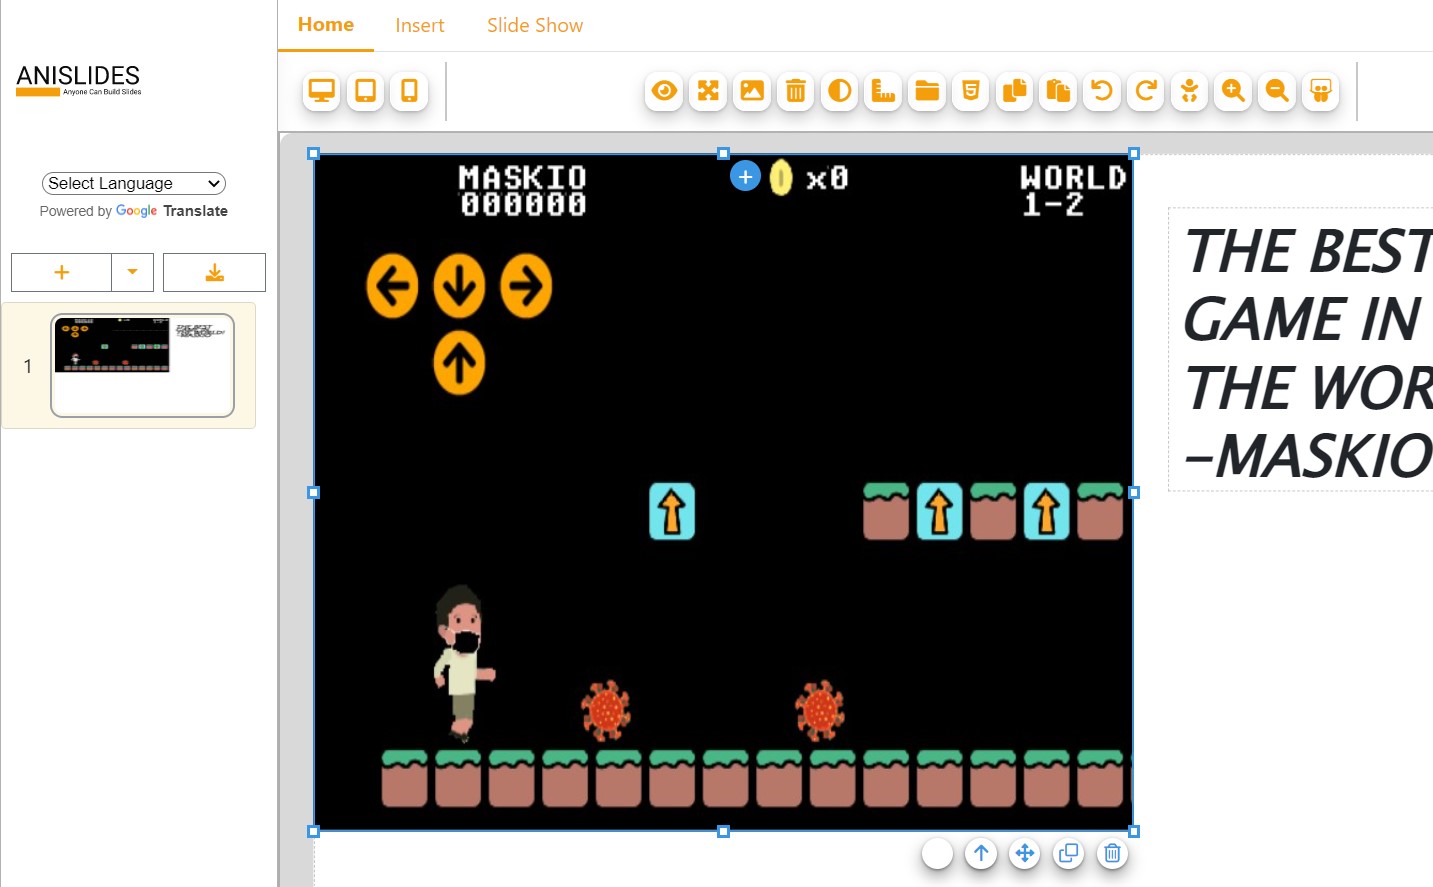 Home Insert Slide Show
ANISLIDES
Anyone Can Build Slides
Select Language
Powered by Google Translate
1
MASKIO
000000
x0
WORLD
1-2
THE BEST
GAME IN
THE WOR
-MASKIO